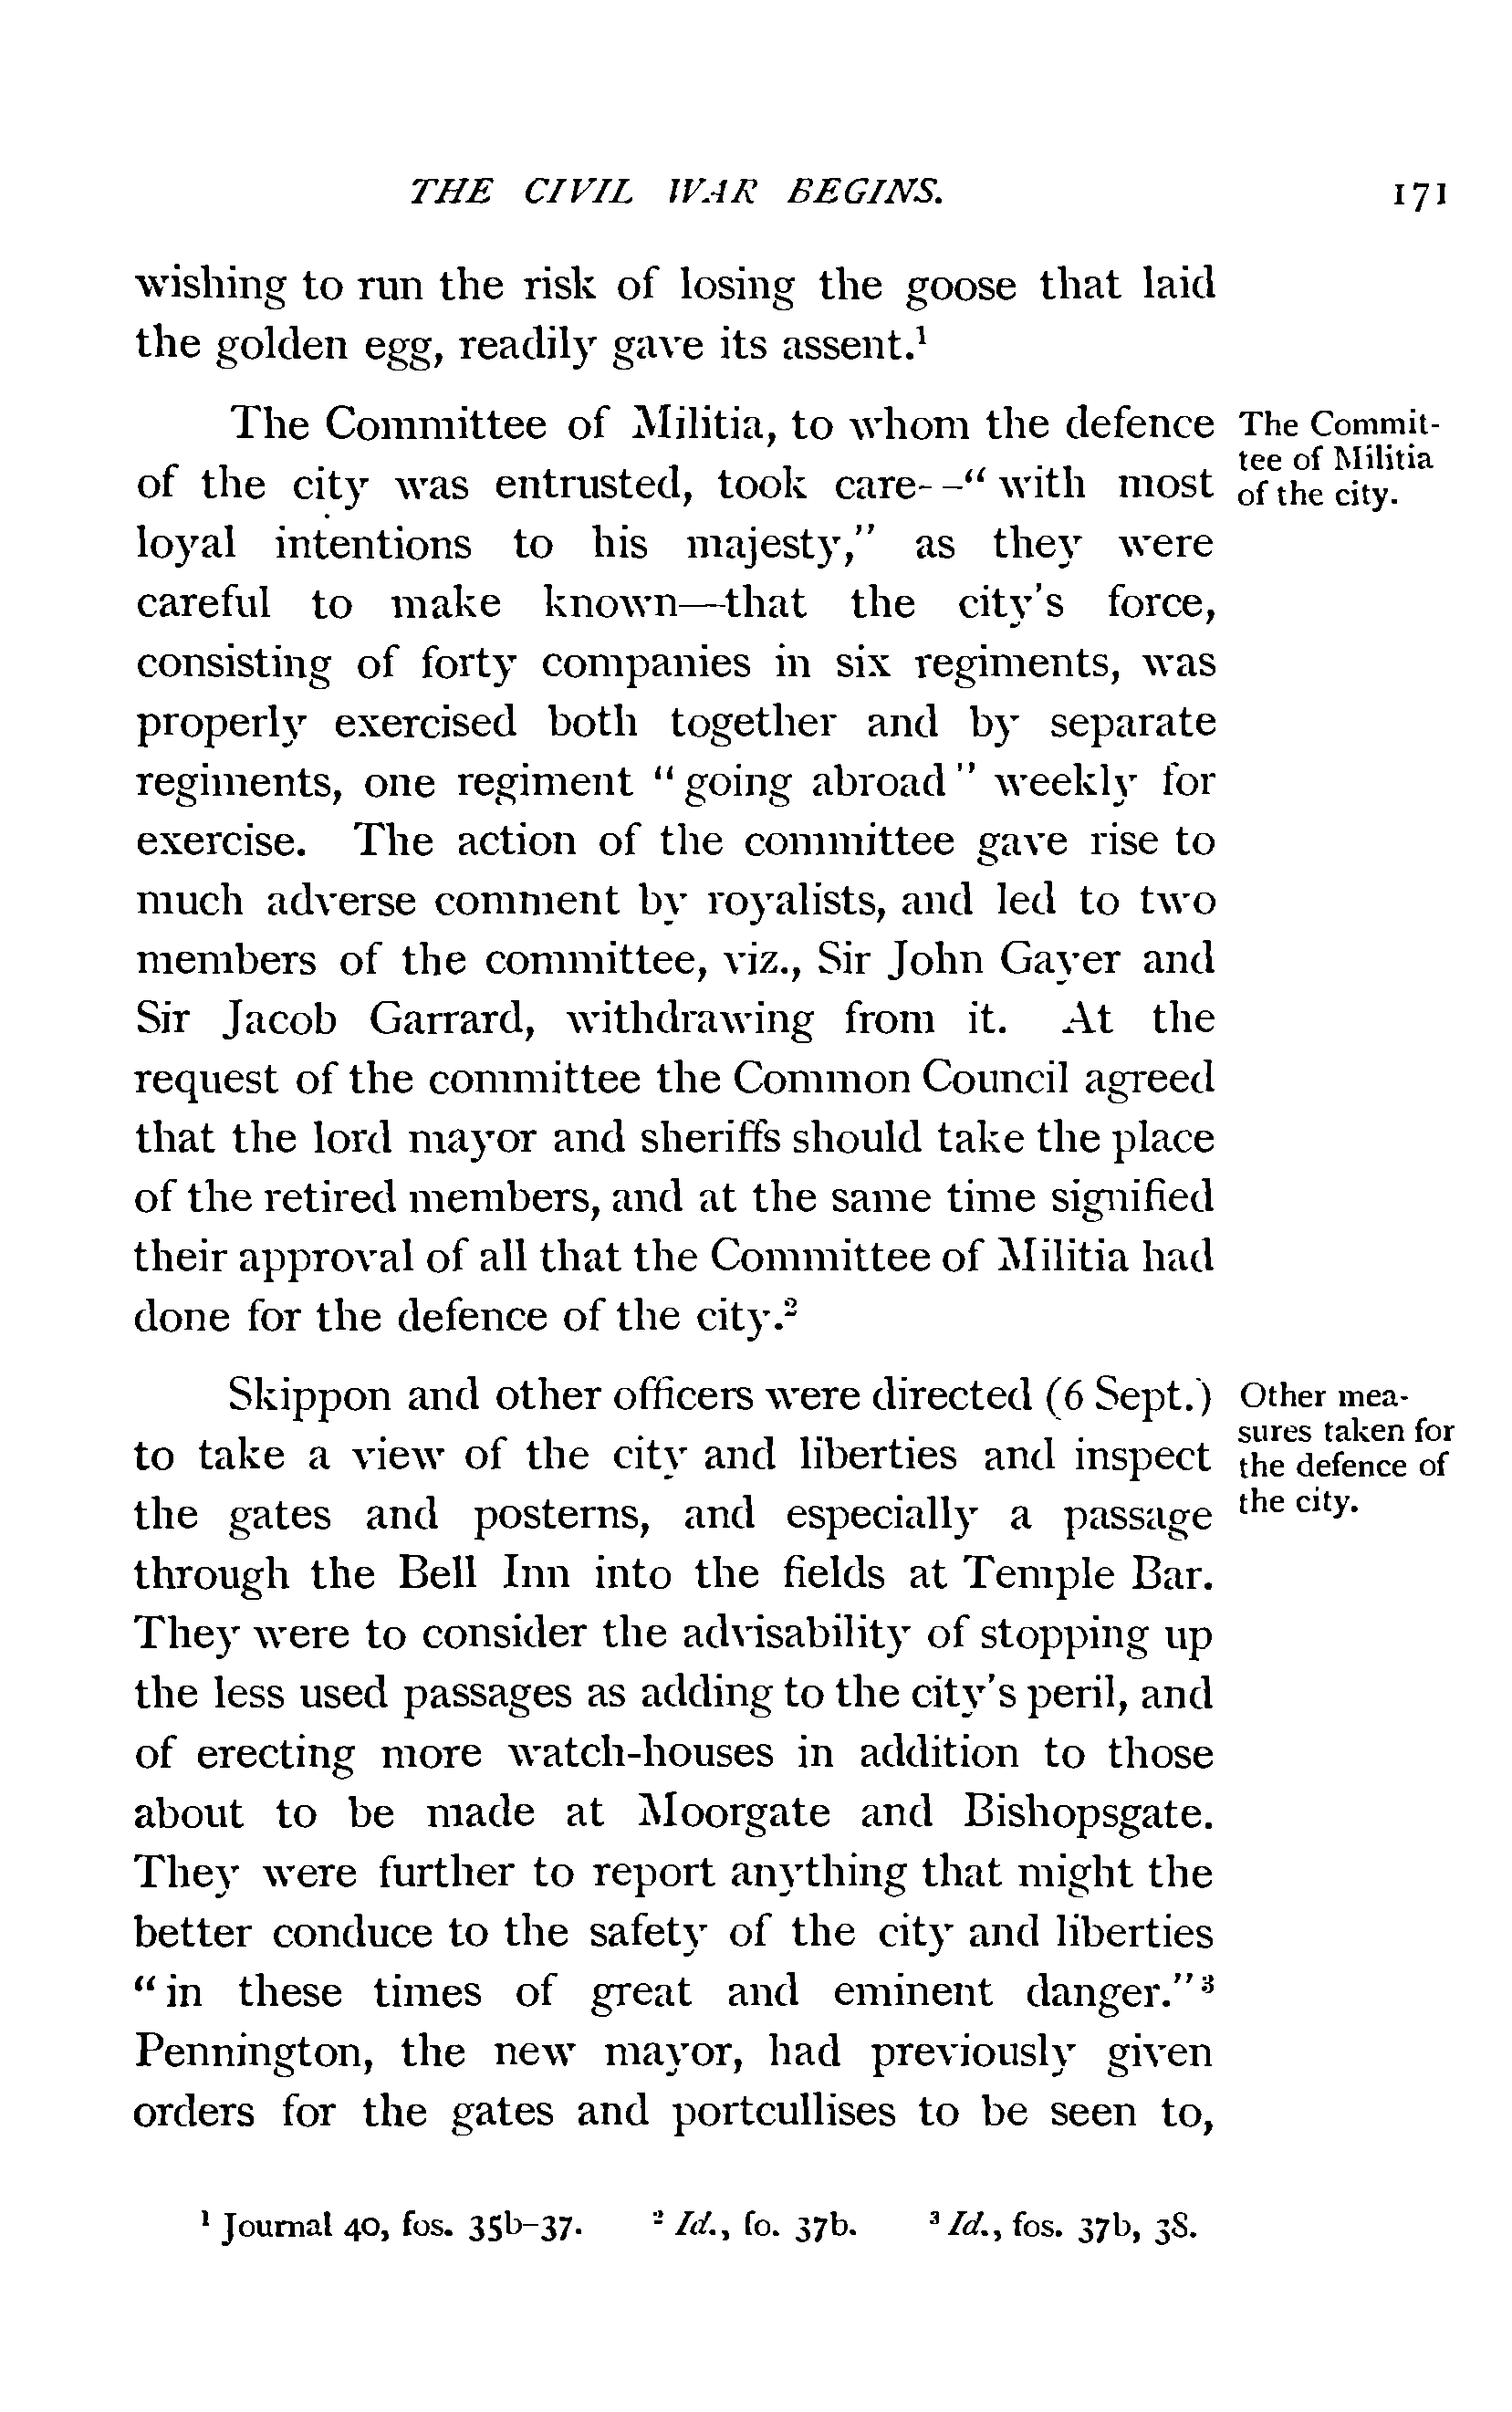 THE CIVIL WAR BEGINS. 171
wishing to run the risk of losing the goose that laid
the golden egg, readily gave its assent.¹
The Committee of Militia, to whom the defence
of the city was entrusted, took care--“with most
loyal intentions to his majesty,” as they were
careful to make known—that the city's force,
consisting of forty companies in six regiments, was
properly exercised both together and by separate
regiments, one regiment “going abroad” weekly for
exercise. The action of the committee gave rise to
much adverse comment by royalists, and led to two
members of the committee, viz., Sir John Gayer and
Sir Jacob Garrard, withdrawing from it. At the
request of the committee the Common Council agreed
that the lord mayor and sheriffs should take the place
of the retired members, and at the same time signified
their approval of all that the Committee of Militia had
done for the defence of the city.²
The Commit-
tee of Militia
of the city.
Skippon and other officers were directed (6 Sept.)
to take a view of the city and liberties and inspect
the gates and posterns, and especially a passage
through the Bell Inn into the fields at Temple Bar.
They were to consider the advisability of stopping up
the less used passages as adding to the city's peril, and
of erecting more watch-houses in addition to those
about to be made at Moorgate and Bishopsgate.
They were further to report anything that might the
better conduce to the safety of the city and liberties
“in these times of great and eminent danger.”³
Pennington, the new mayor, had previously given
orders for the gates and portcullises to be seen to,
Other mea-
sures taken for
the defence of
the city.
¹ Journal 40, fos. 35b-37. ² Id., fo. 37b. ³ Id., fos. 37b, 38.